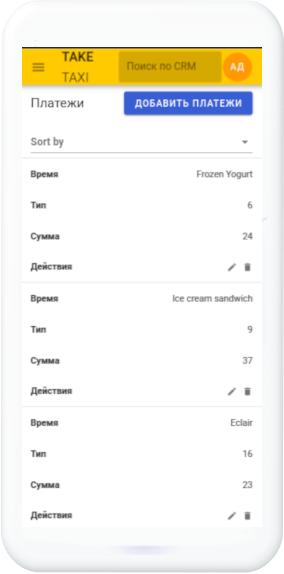 TAKE
TAXI
Поиск по CRM
АД
Платежи
ДОБАВИТЬ ПЛАТЕЖИ
Sort by
Время Frozen Yogurt
Тип 6
Сумма 24
Действия
Время Ice cream sandwich
Тип 9
Сумма 37
Действия
Время Eclair
Тип 16
Сумма 23
Действия